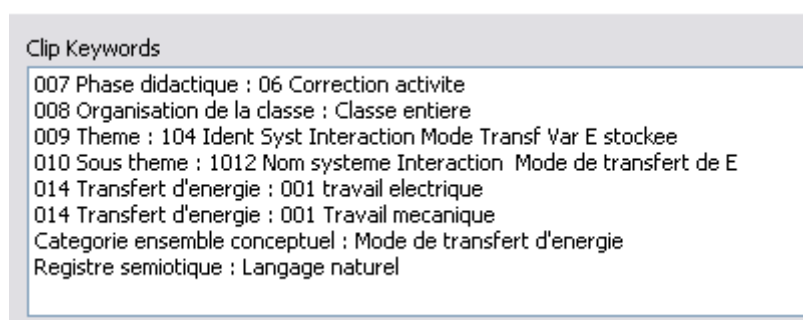 Clip Keywords
007 Phase didactique : 06 Correction activite
008 Organisation de la classe : Classe entiere
009 Theme : 104 Ident Syst Interaction Mode Transf Var E stockee
010 Sous theme : 1012 Nom systeme Interaction  Mode de transfert de E
014 Transfert d'energie : 001 travail electrique
014 Transfert d'energie : 001 Travail mecanique
Categorie ensemble conceptuel : Mode de transfert d'energie
Registre semiotique : Langage naturel